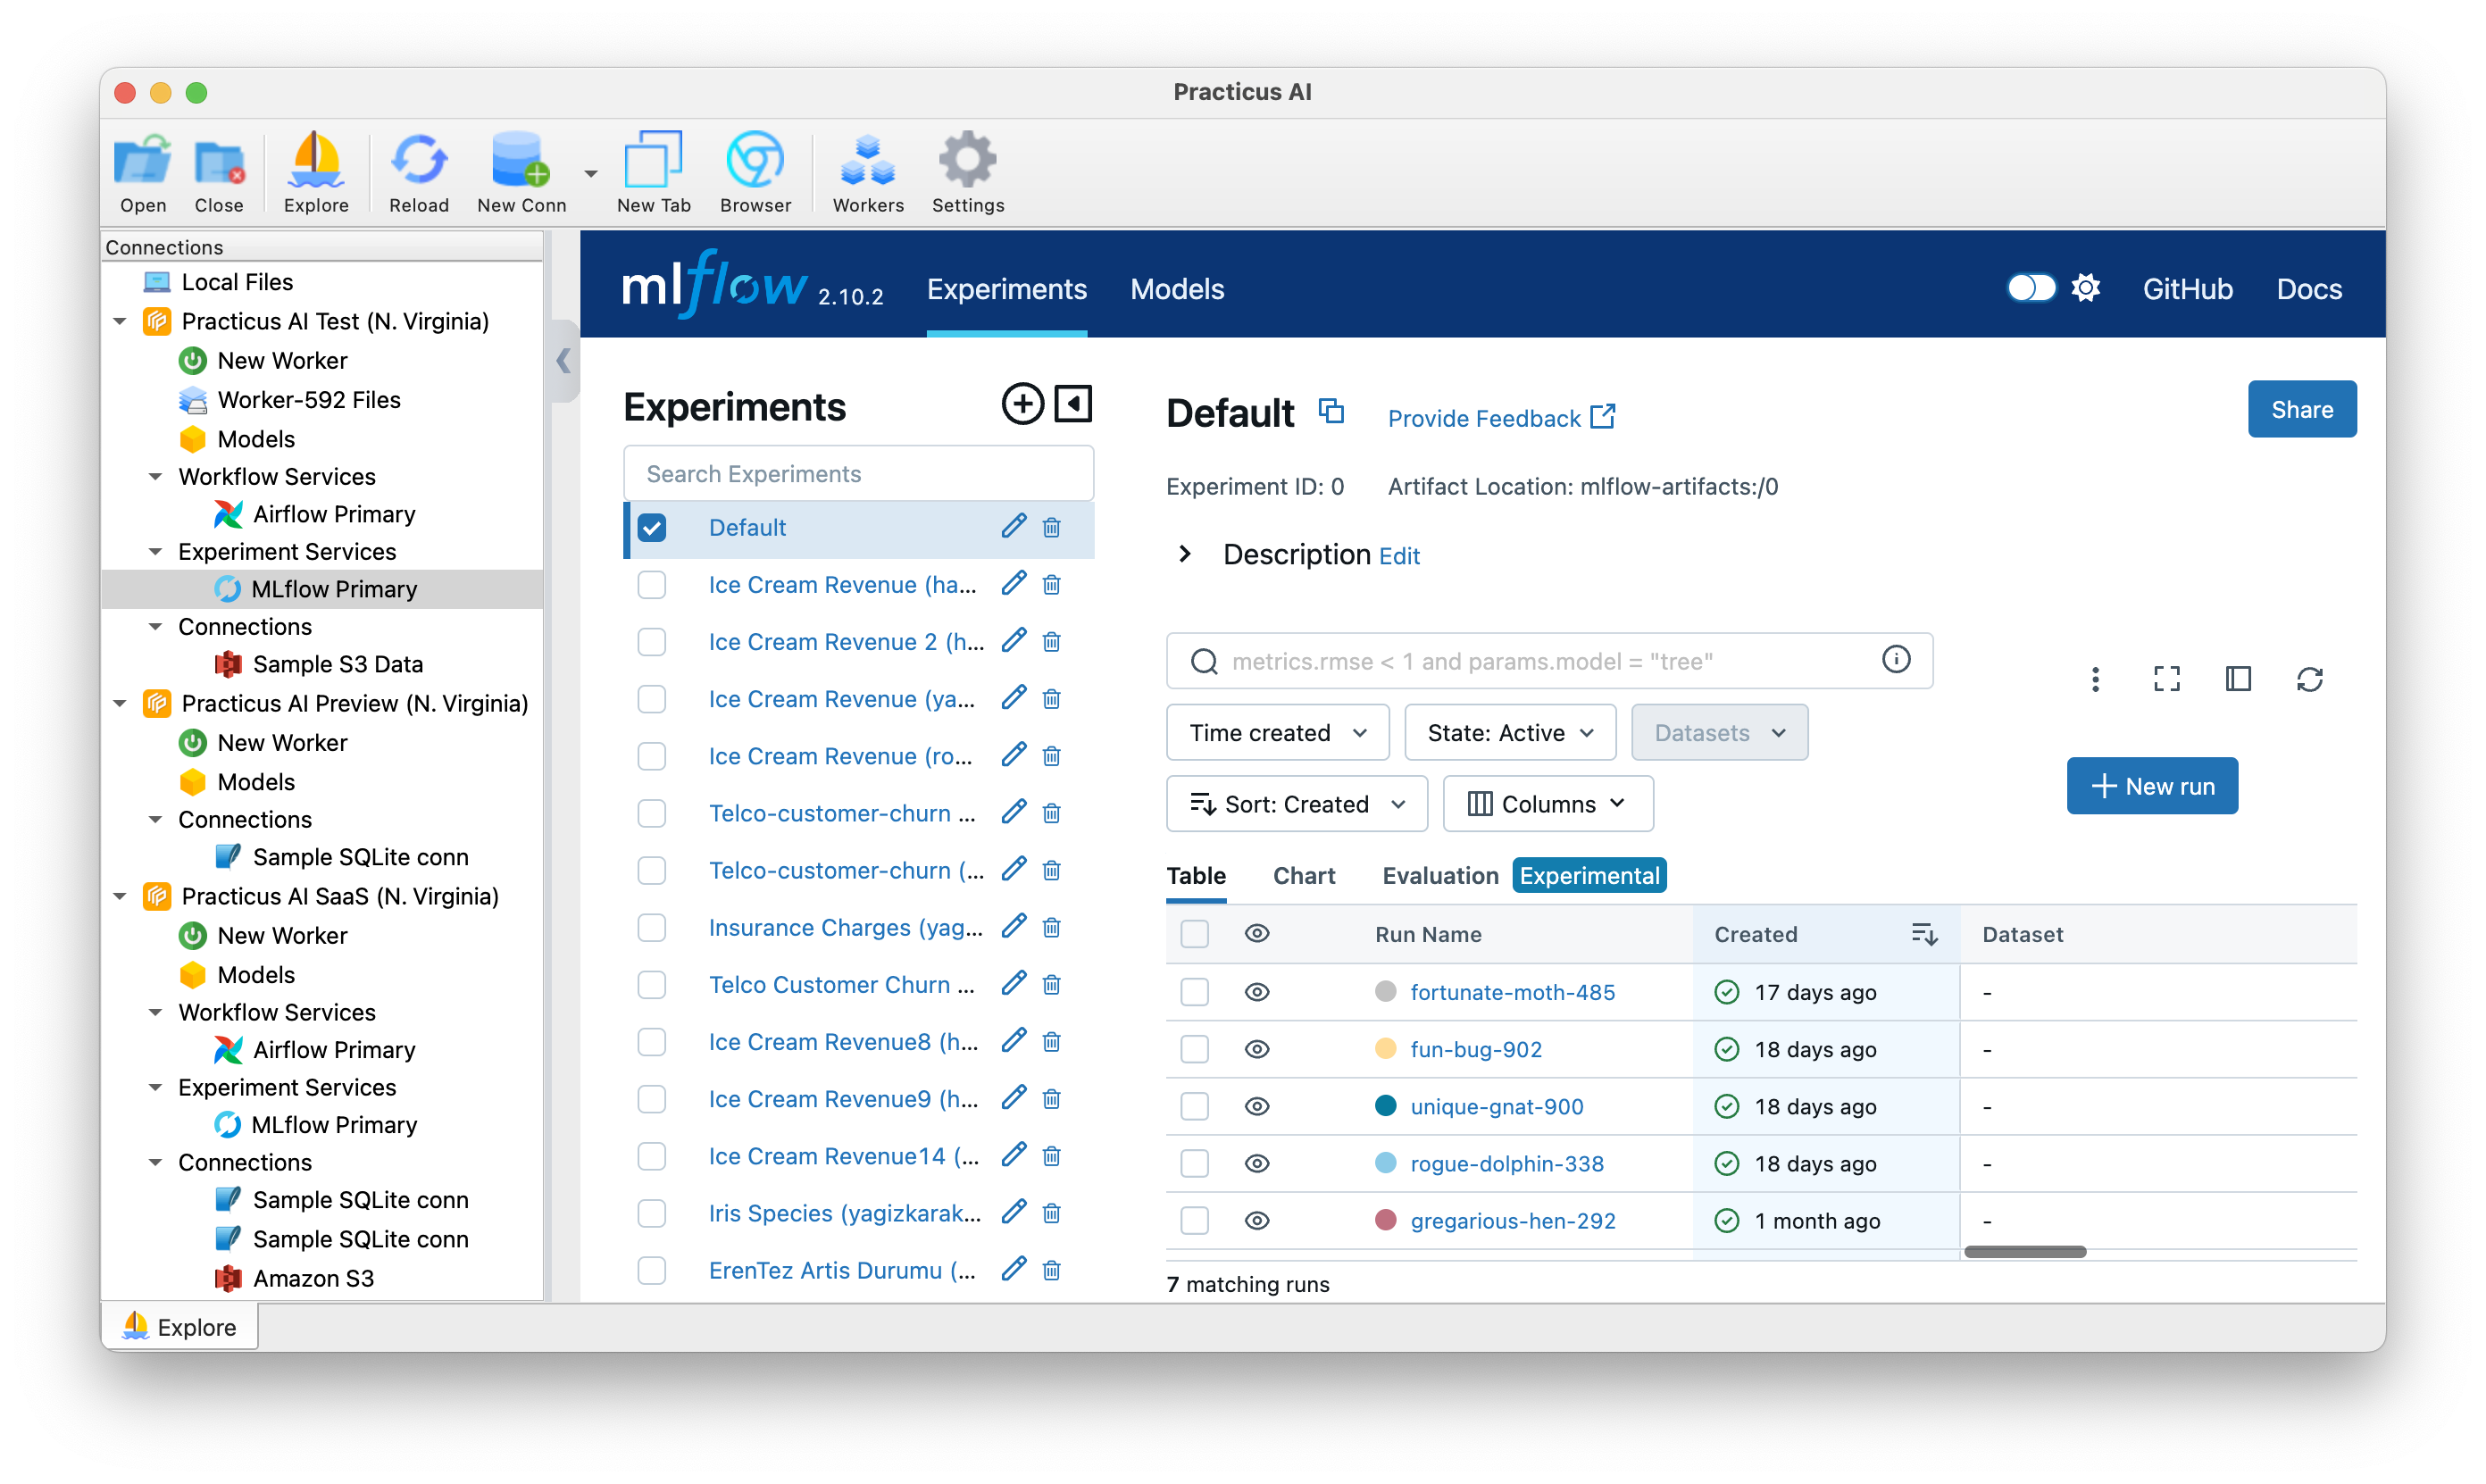 Practicus AI
Open
Close
Explore
Reload
New Conn
New Tab
Browser
Workers
Settings
Connections
Local Files
Practicus AI Test (N. Virginia)
New Worker
Worker-592 Files
Models
Workflow Services
Airflow Primary
Experiment Services
MLflow Primary
Connections
Sample S3 Data
Practicus AI Preview (N. Virginia)
New Worker
Models
Connections
Sample SQLite conn
Practicus AI SaaS (N. Virginia)
New Worker
Models
Workflow Services
Airflow Primary
Experiment Services
MLflow Primary
Connections
Sample SQLite conn
Sample SQLite conn
Amazon S3
Explore
mlflow 2.10.2
Experiments
Models
GitHub
Docs
Experiments
Search Experiments
Default
Ice Cream Revenue (ha...
Ice Cream Revenue 2 (h...
Ice Cream Revenue (ya...
Ice Cream Revenue (ro...
Telco-customer-churn ...
Telco-customer-churn (...
Insurance Charges (yag...
Telco Customer Churn ...
Ice Cream Revenue8 (h...
Ice Cream Revenue9 (h...
Ice Cream Revenue14 (...
Iris Species (yagizkarak...
ErenTez Artis Durumu (...
Default
Provide Feedback
Share
Experiment ID: 0
Artifact Location: mlflow-artifacts:/0
Description Edit
metrics.rmse < 1 and params.model = "tree"
Time created
State: Active
Datasets
Sort: Created
Columns
New run
Table
Chart
Evaluation
Experimental
Run Name
Created
Dataset
fortunate-moth-485
17 days ago
-
fun-bug-902
18 days ago
-
unique-gnat-900
18 days ago
-
rogue-dolphin-338
18 days ago
-
gregarious-hen-292
1 month ago
-
7 matching runs